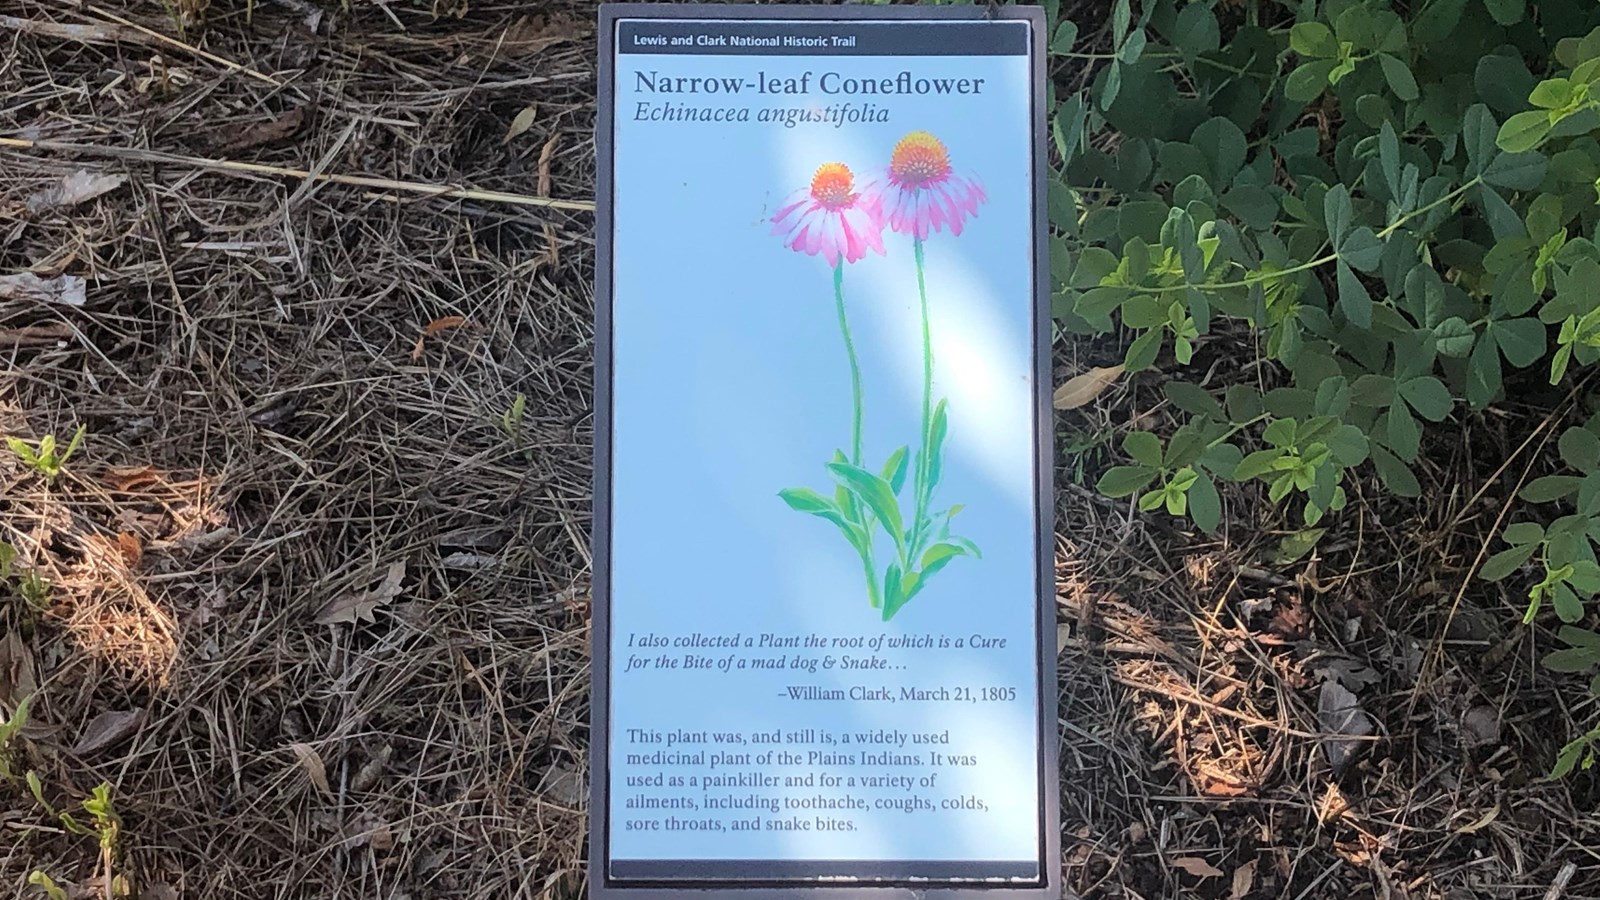 Lewis and Clark National Historic Trail
Narrow-leaf Coneflower
Echinacea angustifolia
I also collected a Plant the root of which is a Cure
for the Bite of a mad dog & Snake…
–William Clark, March 21, 1805
This plant was, and still is, a widely used
medicinal plant of the Plains Indians. It was
used as a painkiller and for a variety of
ailments, including toothache, coughs, colds,
sore throats, and snake bites.